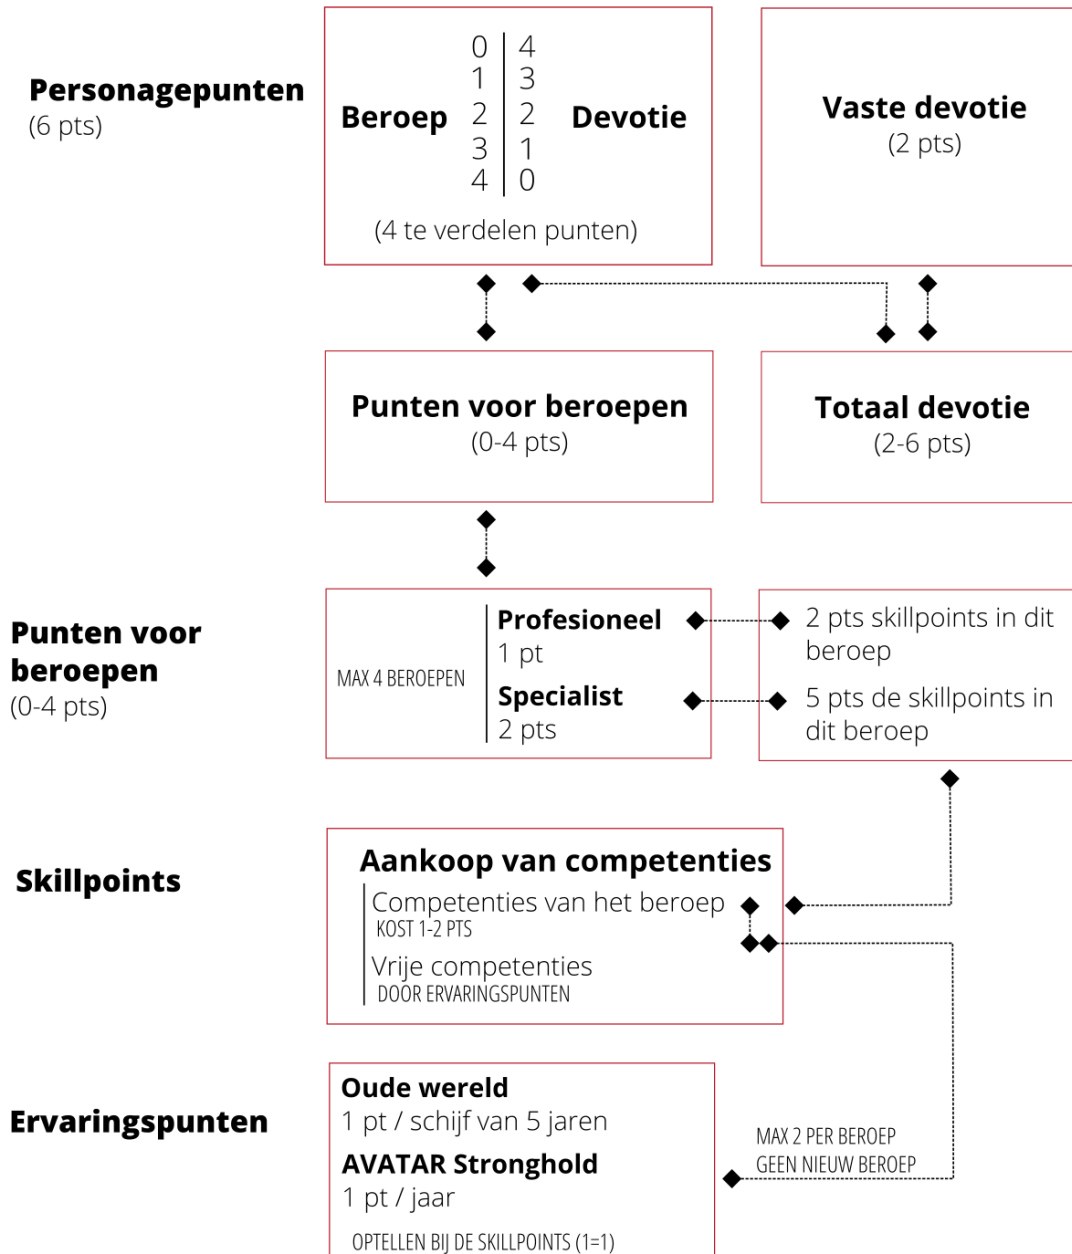 Personagepunten
(6 pts)
Beroep
0 4
1 3
2 2
3 1
4 0
Devotie
(4 te verdelen punten)
Vaste devotie
(2 pts)
Punten voor beroepen
(0-4 pts)
Totaal devotie
(2-6 pts)
Punten voor
beroepen
(0-4 pts)
MAX 4 BEROEPEN
Profesioneel
1 pt
Specialist
2 pts
2 pts skillpoints in dit
beroep
5 pts de skillpoints in
dit beroep
Skillpoints
Aankoop van competenties
Competenties van het beroep
KOST 1-2 PTS
Vrije competenties
DOOR ERVARINGSPUNTEN
Ervaringspunten
Oude wereld
1 pt / schijf van 5 jaren
AVATAR Stronghold
1 pt / jaar
OPTELLEN BIJ DE SKILLPOINTS (1=1)
MAX 2 PER BEROEP
GEEN NIEUW BEROEP